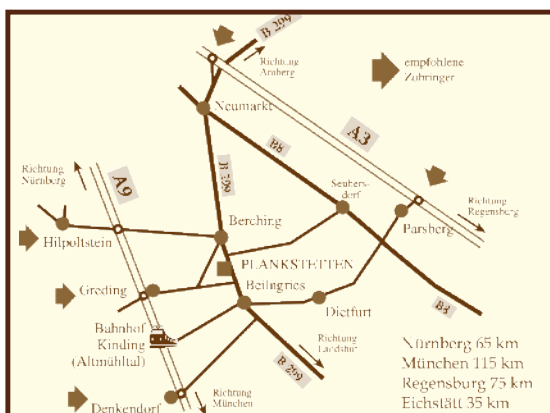 B 299
Richtung
Amberg
empfohlene
Zubringer
Neumarkt
A3
B8
B 299
Richtung
Nürnberg
A9
Seubers-
dorf
Richtung
Regensburg
Parsberg
Berching
Hilpoltstein
PLANKSTETTEN
Greding
Beilngries
Dietfurt
B8
Bahnhof
Kinding
(Altmühltal)
Richtung
Landshut
B 299
Nürnberg 65 km
München 115 km
Regensburg 75 km
Eichstätt 35 km
Richtung
München
Denkendorf